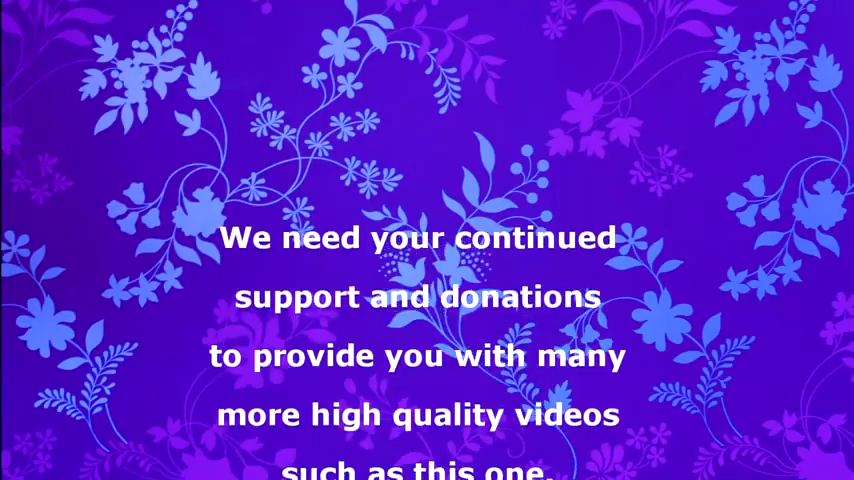 We need your continued
support and donations
to provide you with many
more high quality videos
such as this one.